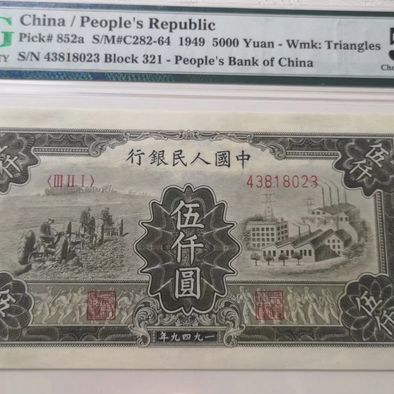 China / People's Republic
Pick# 852a S/M#C282-64 1949 5000 Yuan - Wmk: Triangles
S/N 43818023 Block 321 - People's Bank of China
中國人民銀行
〈III II I〉
43818023
伍仟圓
伍仟
一九四九年